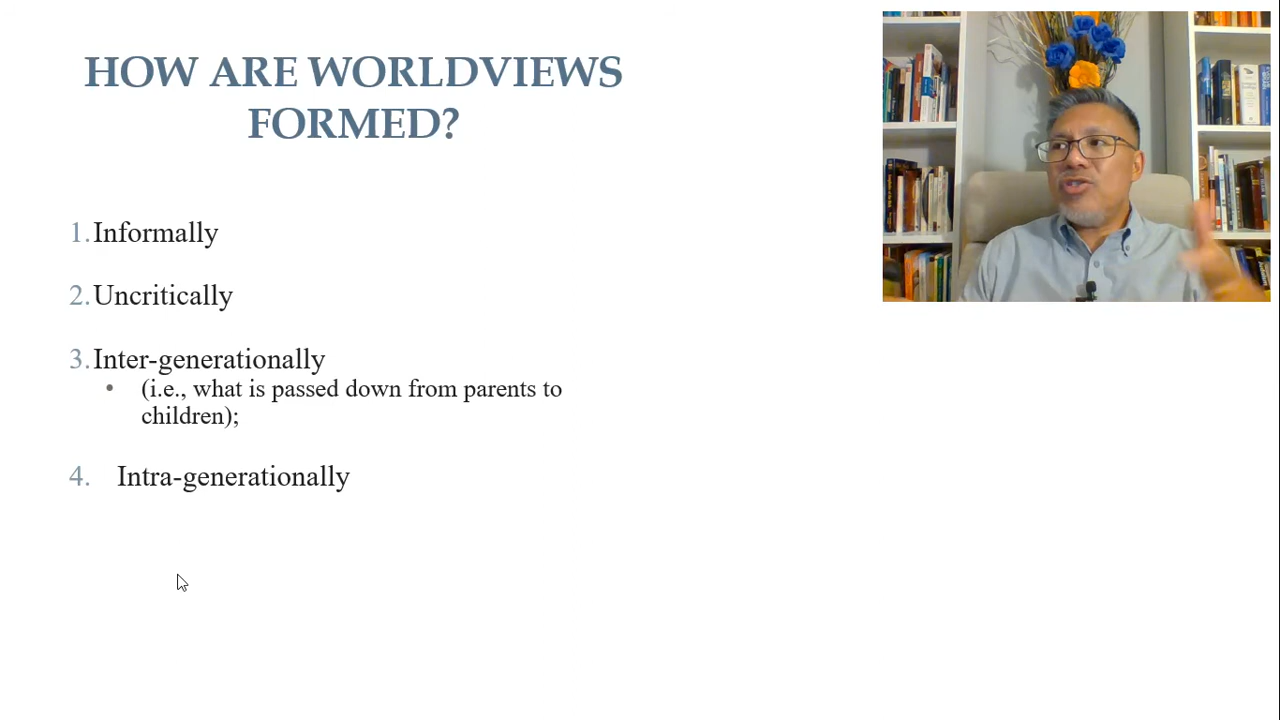 HOW ARE WORLDVIEWS
FORMED?
1. Informally
2. Uncritically
3. Inter-generationally
• (i.e., what is passed down from parents to
children);
4. Intra-generationally